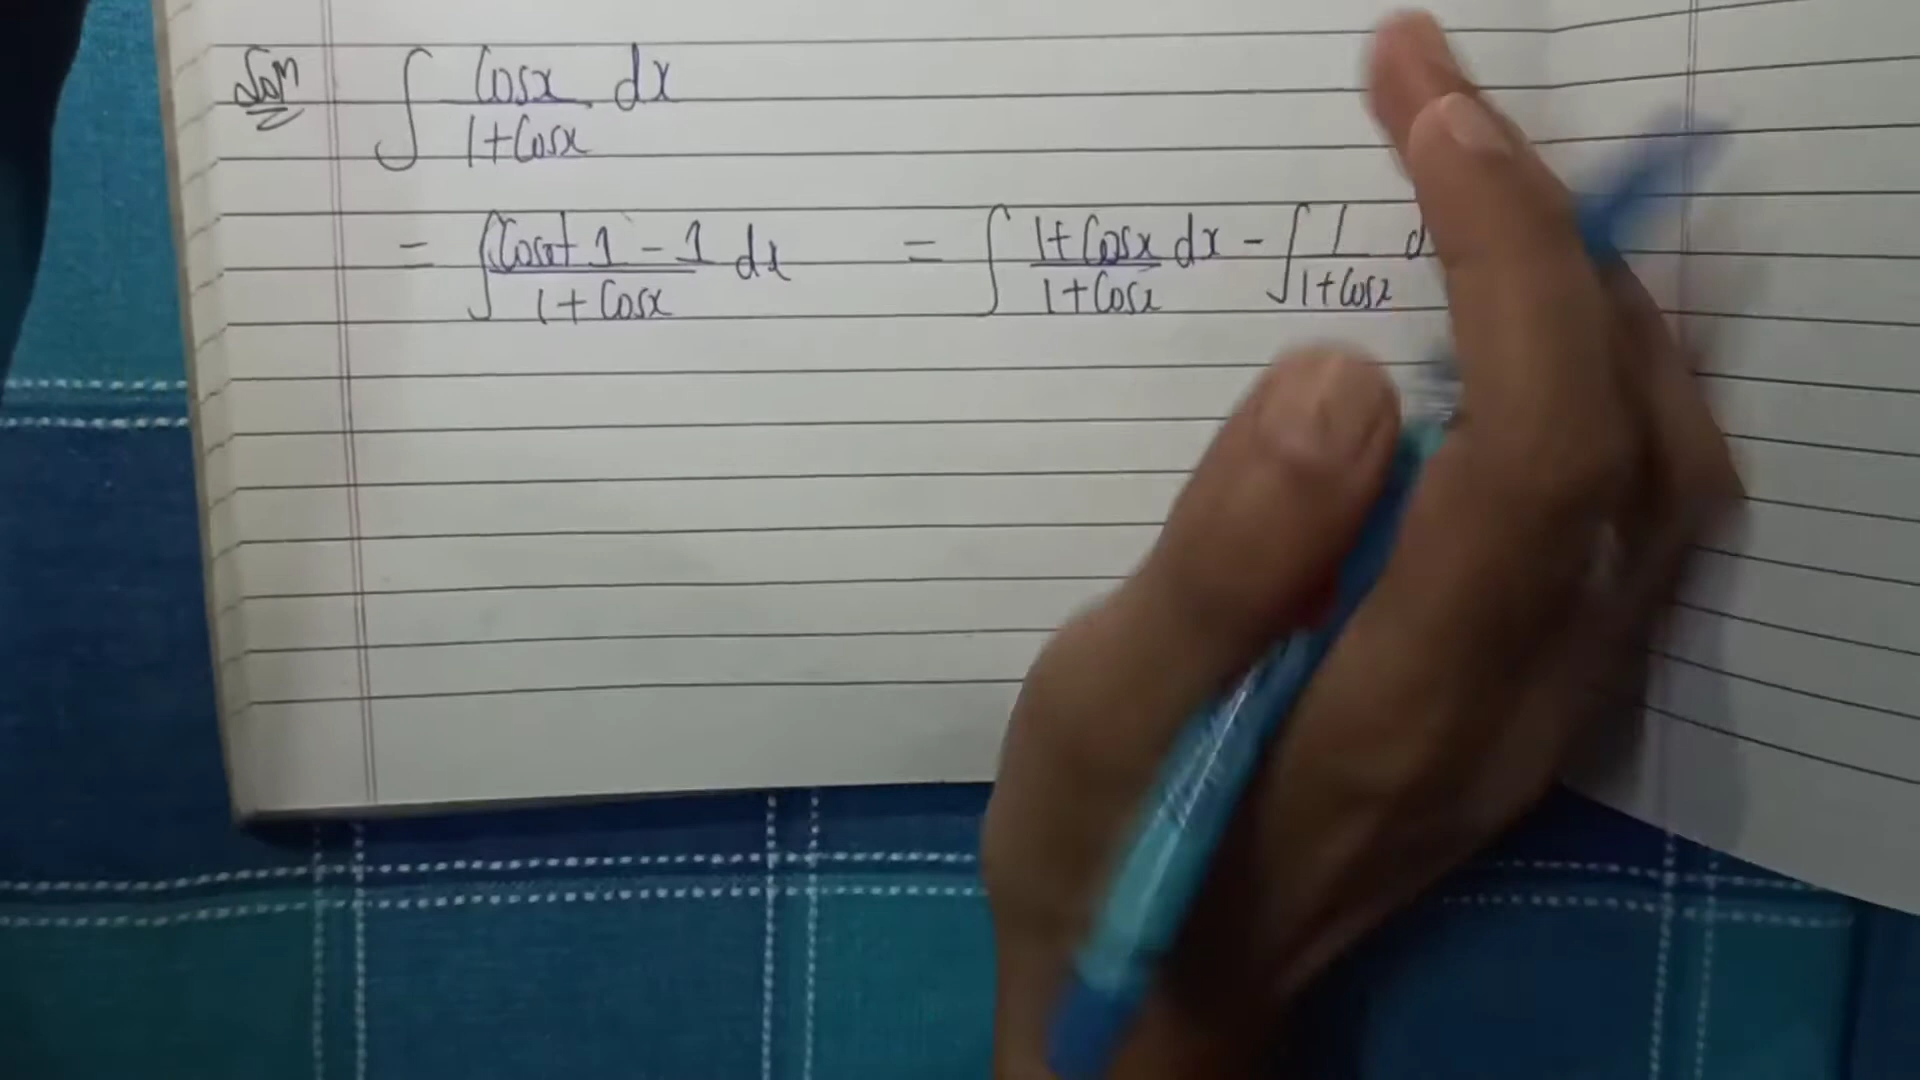 Soln ∫ Cosx/1+Cosx dx
= ∫ Cosx+1-1/1+Cosx dx = ∫ 1+Cosx/1+Cosx dx - ∫ 1/1+Cosx d